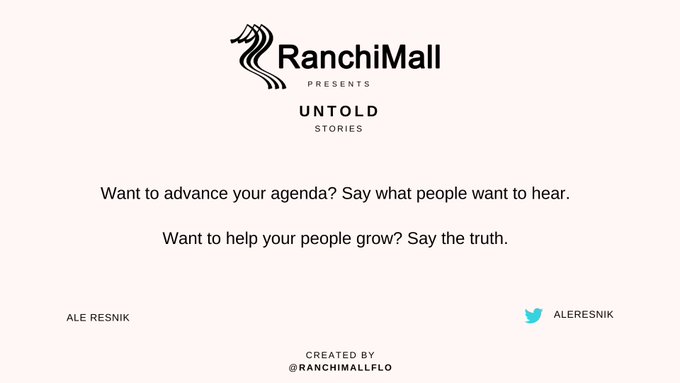 RanchiMall
PRESENTS
UNTOLD
STORIES
Want to advance your agenda? Say what people want to hear.
Want to help your people grow? Say the truth.
ALE RESNIK
ALERESNIK
CREATED BY
@RANCHIMALLFLO